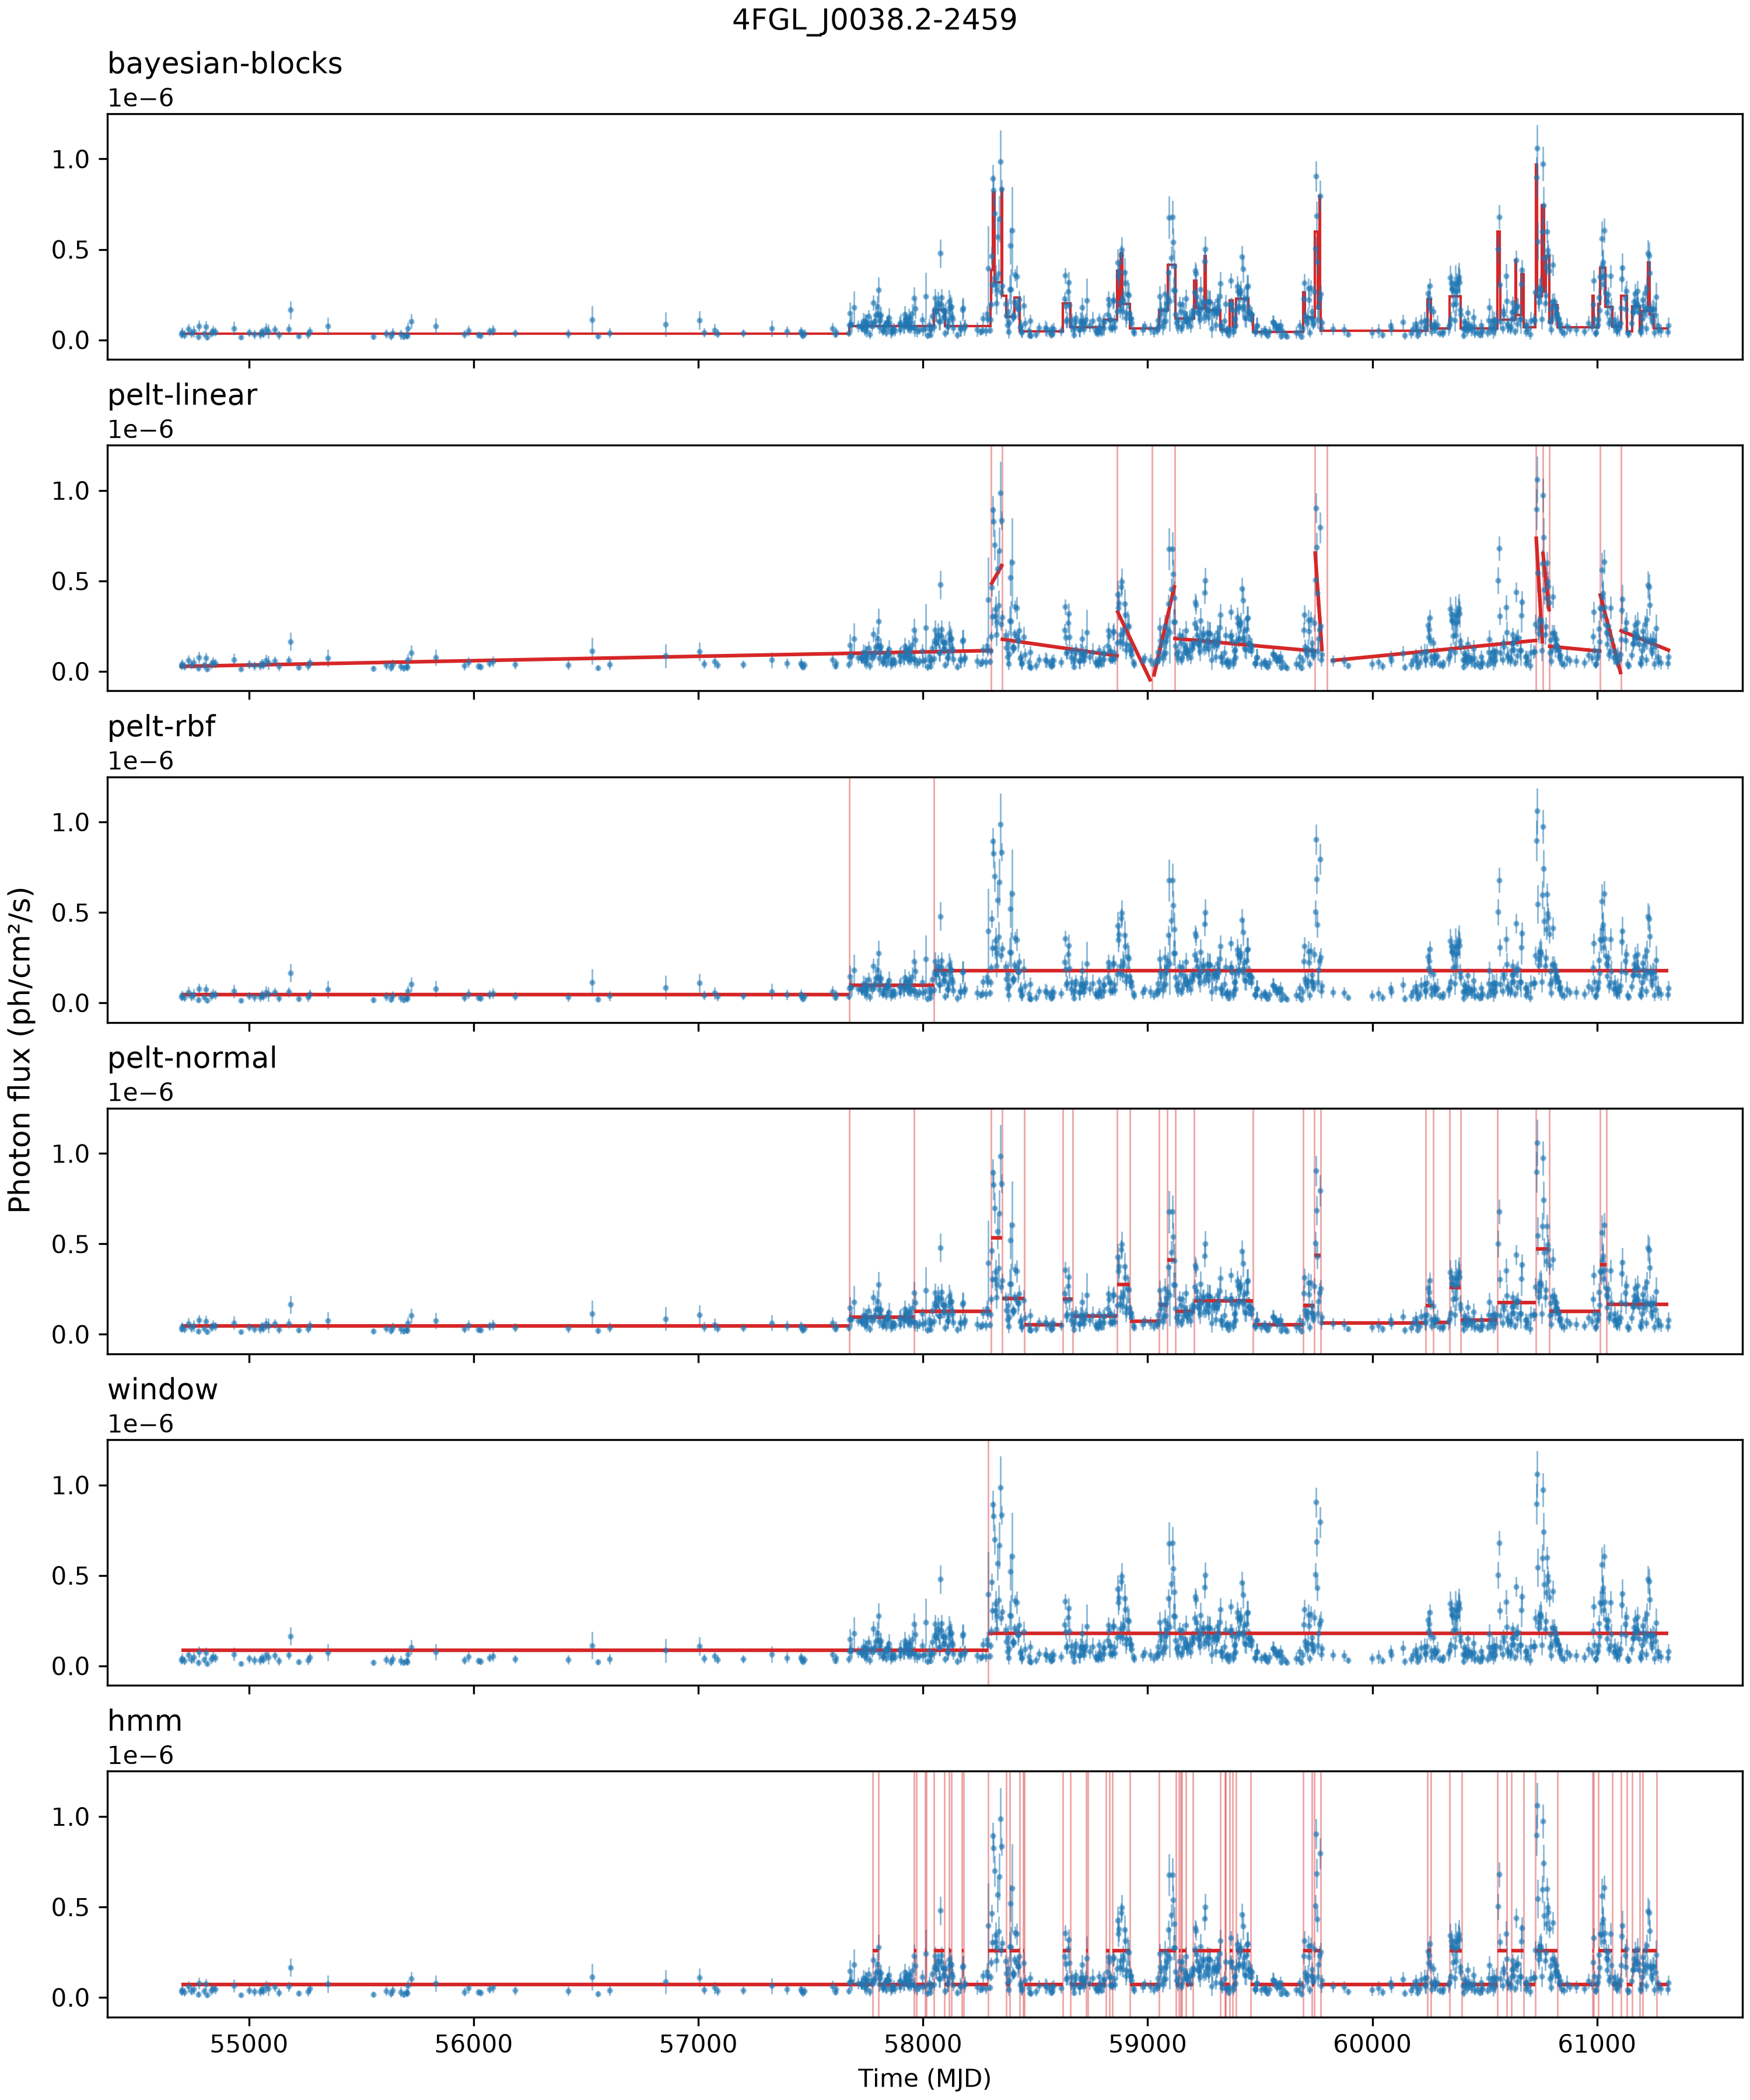 4FGL_J0038.2-2459
bayesian-blocks
1e−6
1.0
0.5
0.0
pelt-linear
1e−6
1.0
0.5
0.0
pelt-rbf
1e−6
1.0
0.5
0.0
Photon flux (ph/cm²/s)
pelt-normal
1e−6
1.0
0.5
0.0
window
1e−6
1.0
0.5
0.0
hmm
1e−6
1.0
0.5
0.0
55000 56000 57000 58000 59000 60000 61000
Time (MJD)